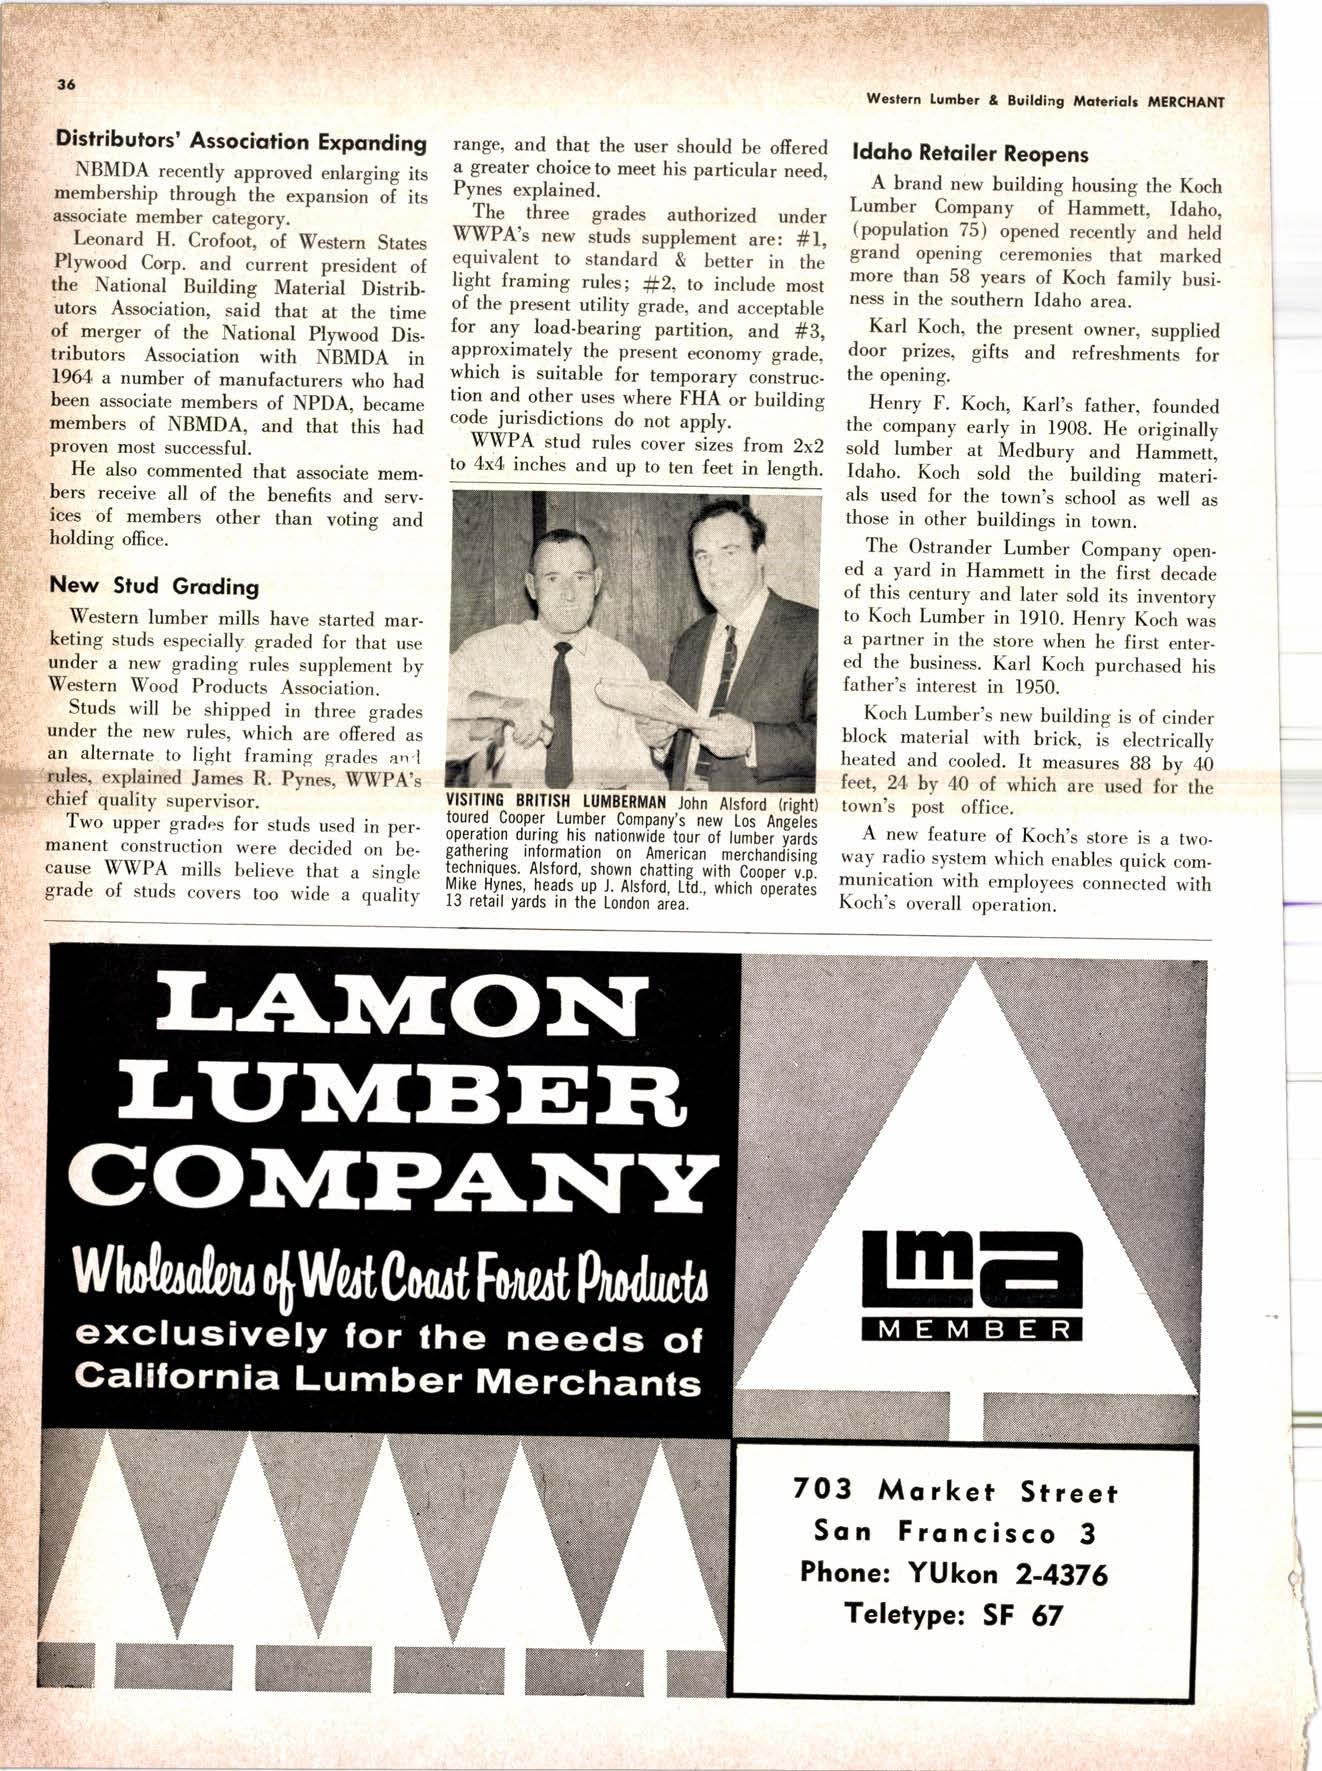 36
Western Lumber & Building Materials MERCHANT
Distributors' Association Expanding
NBMDA recently approved enlarging its
membership through the expansion of its
associate member category.
Leonard H. Crofoot, of Western States
Plywood Corp. and current president of
the National Building Material Distrib-
utors Association, said that at the time
of merger of the National Plywood Dis-
tributors Association with NBMDA in
1964 a number of manufacturers who had
been associate members of NPDA, became
members of NBMDA, and that this had
proven most successful.
He also commented that associate mem-
bers receive all of the benefits and serv-
ices of members other than voting and
holding office.
New Stud Grading
Western lumber mills have started mar-
keting studs especially graded for that use
under a new grading rules supplement by
Western Wood Products Association.
Studs will be shipped in three grades
under the new rules, which are offered as
an alternate to light framing grades and
rules, explained James R. Pynes, WWPA's
chief quality supervisor.
Two upper grades for studs used in per-
manent construction were decided on be-
cause WWPA mills believe that a single
grade of studs covers too wide a quality
range, and that the user should be offered
a greater choice to meet his particular need,
Pynes explained.
The three grades authorized under
WWPA's new studs supplement are: #1,
equivalent to standard & better in the
light framing rules; #2, to include most
of the present utility grade, and acceptable
for any load-bearing partition, and #3,
approximately the present economy grade,
which is suitable for temporary construc-
tion and other uses where FHA or building
code jurisdictions do not apply.
WWPA stud rules cover sizes from 2x2
to 4x4 inches and up to ten feet in length.
VISITING BRITISH LUMBERMAN John Alsford (right)
toured Cooper Lumber Company's new Los Angeles
operation during his nationwide tour of lumber yards
gathering information on American merchandising
techniques. Alsford, shown chatting with Cooper v.p.
Mike Hynes, heads up J. Alsford, Ltd., which operates
13 retail yards in the London area.
Idaho Retailer Reopens
A brand new building housing the Koch
Lumber Company of Hammett, Idaho,
(population 75) opened recently and held
grand opening ceremonies that marked
more than 58 years of Koch family busi-
ness in the southern Idaho area.
Karl Koch, the present owner, supplied
door prizes, gifts and refreshments for
the opening.
Henry F. Koch, Karl's father, founded
the company early in 1908. He originally
sold lumber at Medbury and Hammett,
Idaho. Koch sold the building materi-
als used for the town's school as well as
those in other buildings in town.
The Ostrander Lumber Company open-
ed a yard in Hammett in the first decade
of this century and later sold its inventory
to Koch Lumber in 1910. Henry Koch was
a partner in the store when he first enter-
ed the business. Karl Koch purchased his
father's interest in 1950.
Koch Lumber's new building is of cinder
block material with brick, is electrically
heated and cooled. It measures 88 by 40
feet, 24 by 40 of which are used for the
town's post office.
A new feature of Koch's store is a two-
way radio system which enables quick com-
munication with employees connected with
Koch's overall operation.
LAMON
LUMBER
COMPANY
Wholesalers of West Coast Forest Products
exclusively for the needs of
California Lumber Merchants
lma
MEMBER
703 Market Street
San Francisco 3
Phone: YUkon 2-4376
Teletype: SF 67